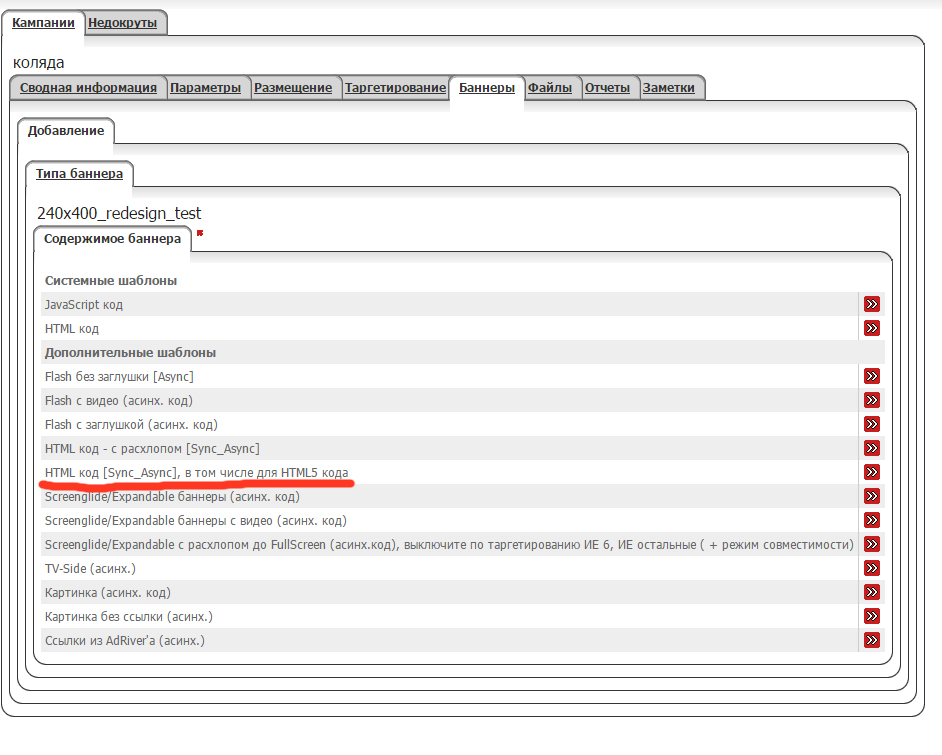 Кампании Недокруты
коляда
Сводная информация Параметры Размещение Таргетирование Баннеры Файлы Отчеты Заметки
Добавление
Типа баннера
240x400_redesign_test
Содержимое баннера
Системные шаблоны
JavaScript код
HTML код
Дополнительные шаблоны
Flash без заглушки [Async]
Flash с видео (асинх. код)
Flash с заглушкой (асинх. код)
HTML код - с расхлопом [Sync_Async]
HTML код [Sync_Async], в том числе для HTML5 кода
Screenglide/Expandable баннеры (асинх. код)
Screenglide/Expandable баннеры с видео (асинх. код)
Screenglide/Expandable с расхлопом до FullScreen (асинх.код), выключите по таргетированию ИЕ 6, ИЕ остальные ( + режим совместимости)
TV-Side (асинх.)
Картинка (асинх. код)
Картинка без ссылки (асинх.)
Ссылки из AdRiver'а (асинх.)